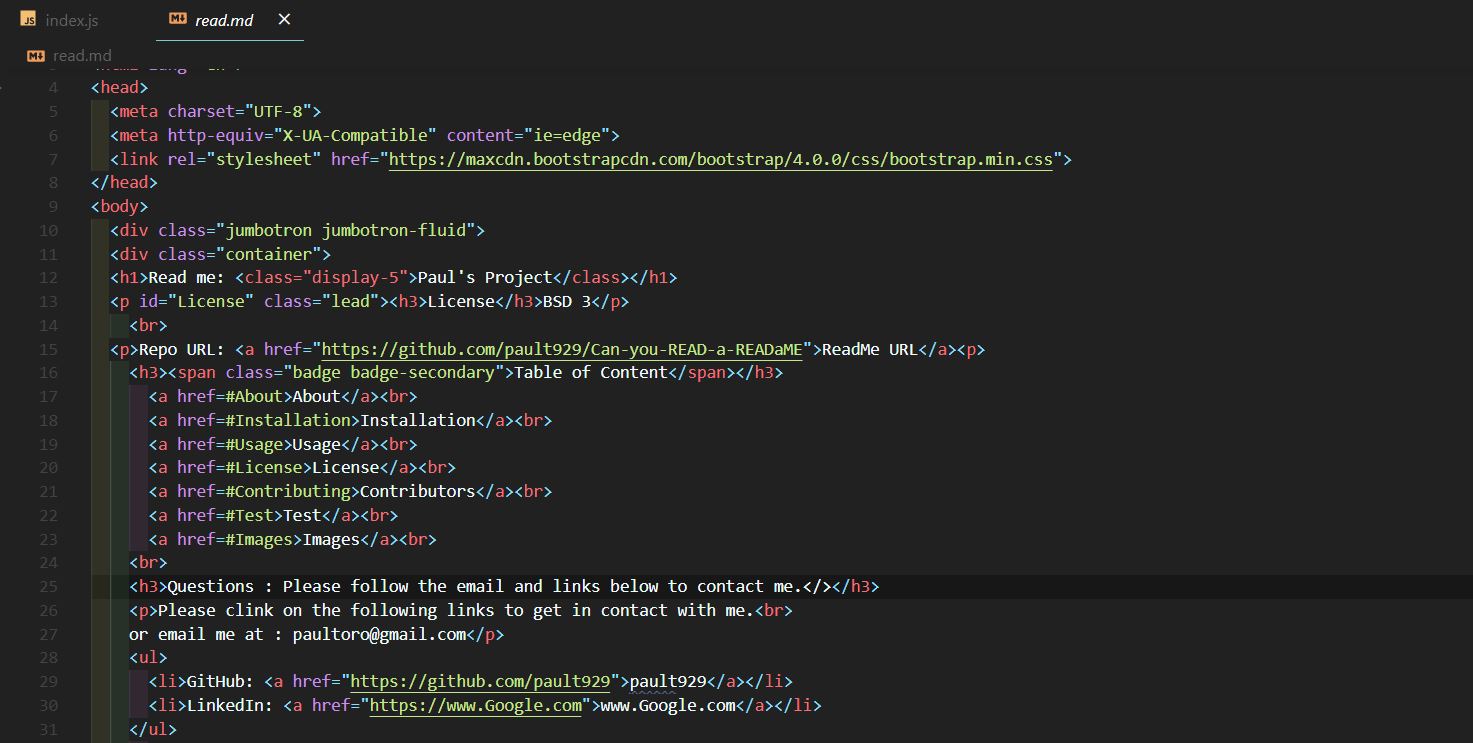 index.js
read.md
read.md
4 <head>
5 <meta charset="UTF-8">
6 <meta http-equiv="X-UA-Compatible" content="ie=edge">
7 <link rel="stylesheet" href="https://maxcdn.bootstrapcdn.com/bootstrap/4.0.0/css/bootstrap.min.css">
8 </head>
9 <body>
10 <div class="jumbotron jumbotron-fluid">
11 <div class="container">
12 <h1>Read me: <class="display-5">Paul's Project</class></h1>
13 <p id="License" class="lead"><h3>License</h3>BSD 3</p>
14 <br>
15 <p>Repo URL: <a href="https://github.com/pault929/Can-you-READ-a-READaME">ReadMe URL</a><p>
16 <h3><span class="badge badge-secondary">Table of Content</span></h3>
17 <a href=#About>About</a><br>
18 <a href=#Installation>Installation</a><br>
19 <a href=#Usage>Usage</a><br>
20 <a href=#License>License</a><br>
21 <a href=#Contributing>Contributors</a><br>
22 <a href=#Test>Test</a><br>
23 <a href=#Images>Images</a><br>
24 <br>
25 <h3>Questions : Please follow the email and links below to contact me.</></h3>
26 <p>Please clink on the following links to get in contact with me.<br>
27 or email me at : paultoro@gmail.com</p>
28 <ul>
29 <li>GitHub: <a href="https://github.com/pault929">pault929</a></li>
30 <li>LinkedIn: <a href="https://www.Google.com">www.Google.com</a></li>
31 </ul>